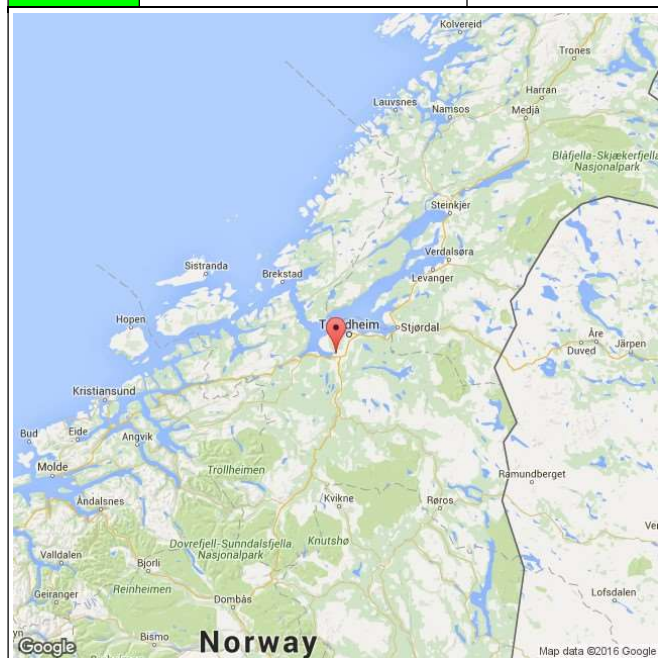 Kolvereid
Trones
Harran
Lauvsnes
Namsos
Medjå
Blåfjella-Skjækerfjella
Nasjonalpark
Steinkjer
Verdalsøra
Sistranda
Levanger
Brekstad
Hopen
Trondheim
Stjørdal
Åre
Duved
Järpen
Kristiansund
Bud
Eide
Angvik
Molde
Trollheimen
Ramundberget
Åndalsnes
Kvikne
Røros
Dovrefjell-Sunndalsfjella
Nasjonalpark
Knutshø
Valldalen
Bjorli
Reinheimen
Geiranger
Dombås
Lofsdalen
Bismo
Norway
Google
Map data ©2016 Google